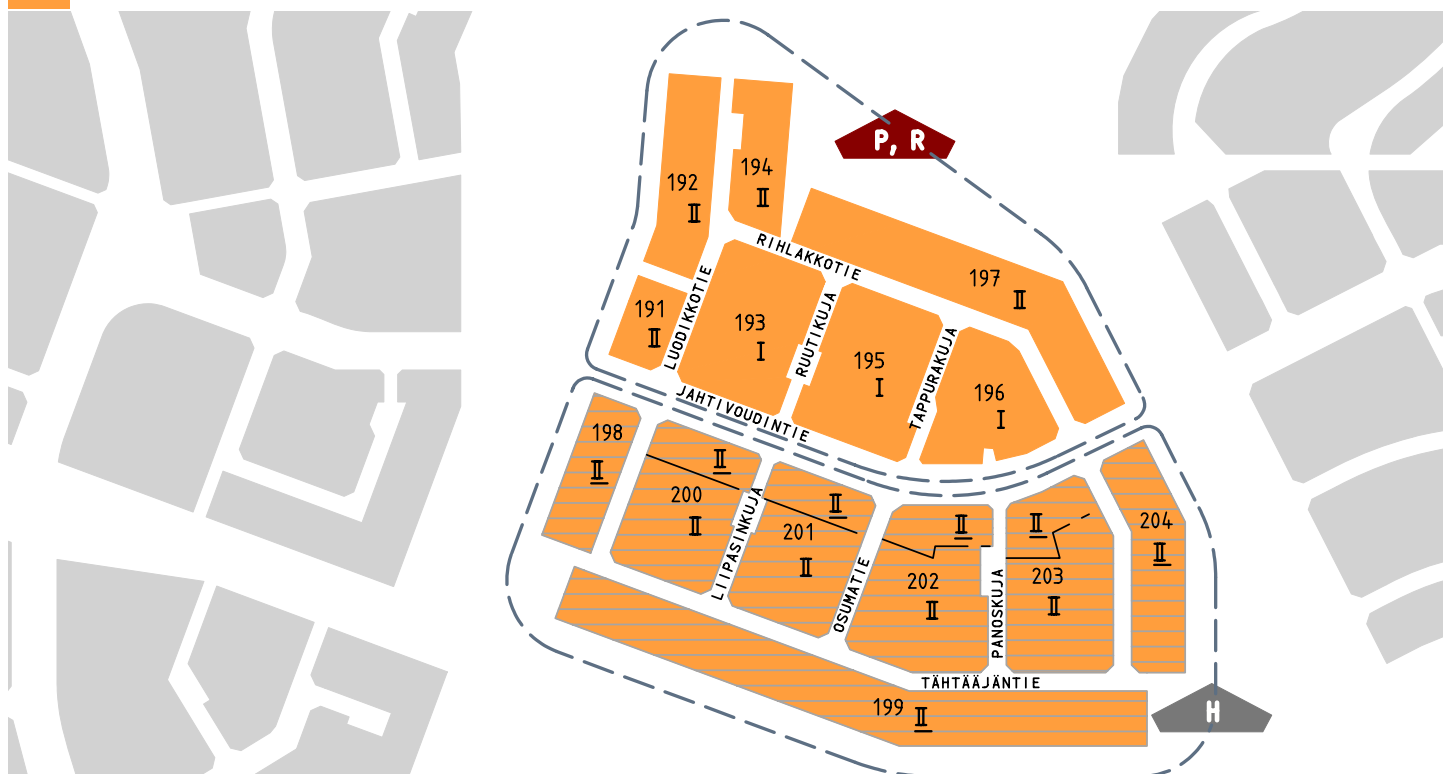 P, R
194
192
II
II
RIHLAKKOTIE
197
II
LUODIKKOTIE
191
II
193
I
RUUTIKUJA
195
I
TAPPURAKUJA
196
I
JAHTIVOUDINTIE
198
II
II
200
II
LIIPASINKUJA
II
201
II
OSUMATIE
II
202
II
PANOSKUJA
II
203
II
204
II
TÄHTÄÄJÄNTIE
199
II
H